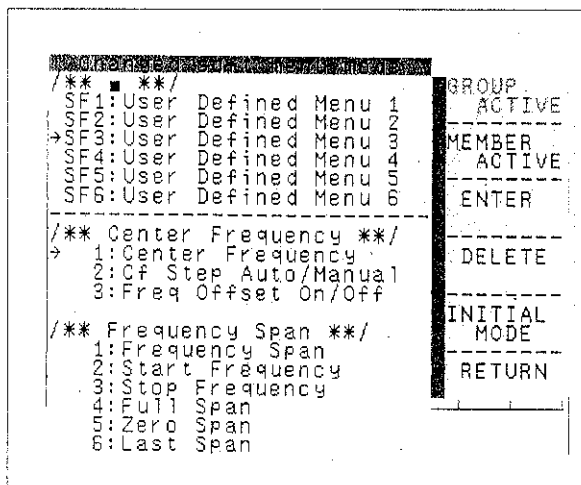 /** ■ **/
SF1:User Defined Menu 1
SF2:User Defined Menu 2
→SF3:User Defined Menu 3
SF4:User Defined Menu 4
SF5:User Defined Menu 5
SF6:User Defined Menu 6
/** Center Frequency **/
→ 1:Center Frequency
2:Cf Step Auto/Manual
3:Freq Offset On/Off
/** Frequency Span **/
1:Frequency Span
2:Start Frequency
3:Stop Frequency
4:Full Span
5:Zero Span
6:Last Span
GROUP
ACTIVE
MEMBER
ACTIVE
ENTER
DELETE
INITIAL
MODE
RETURN